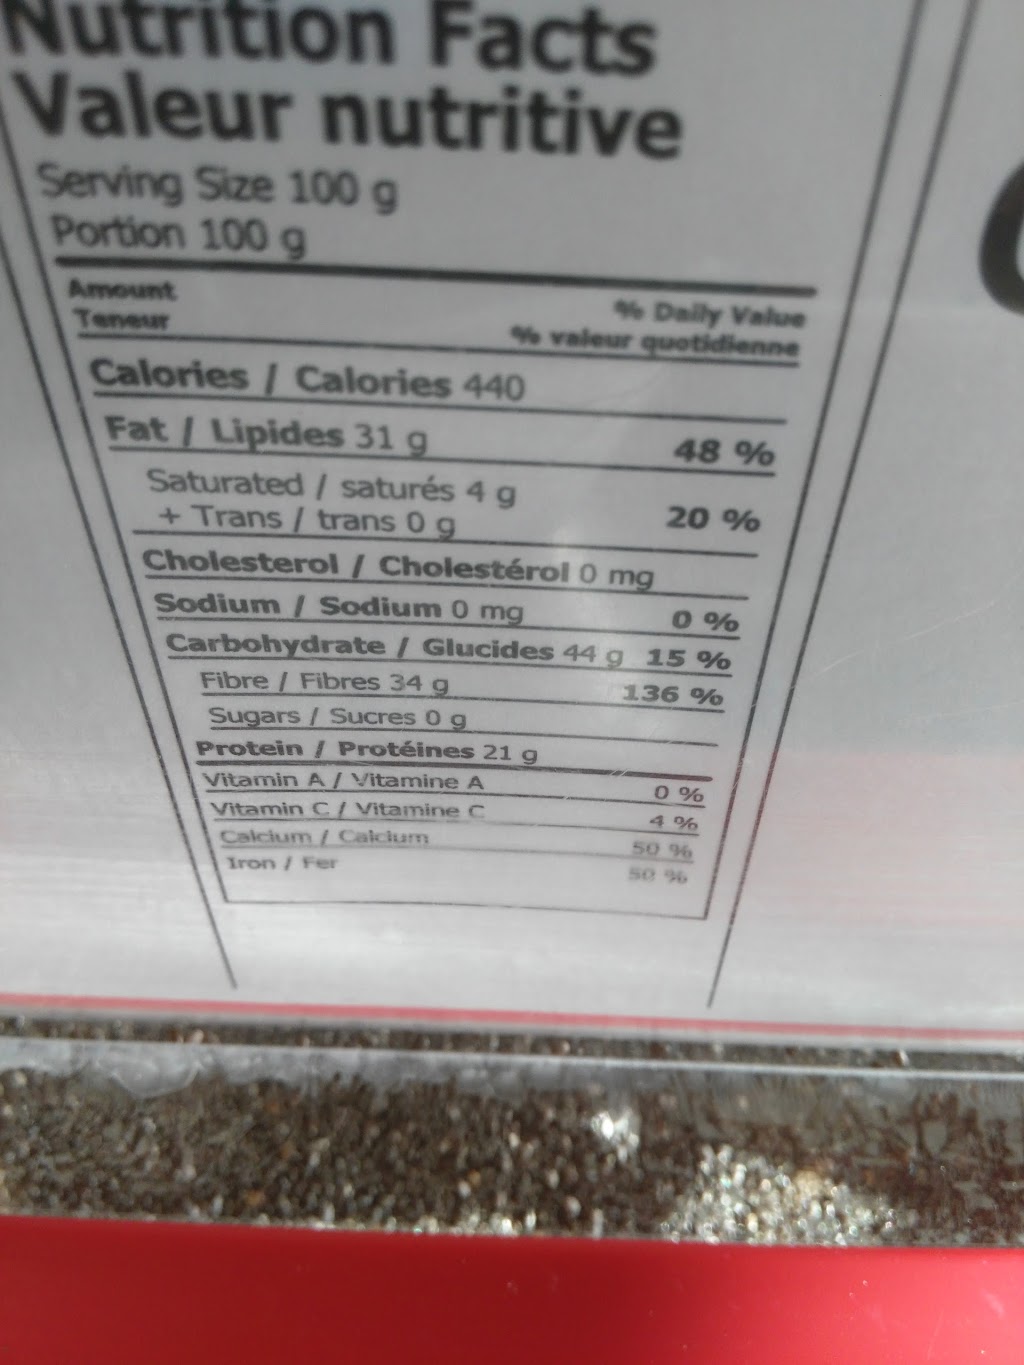 Nutrition Facts
Valeur nutritive
Serving Size 100 g
Portion 100 g
Amount % Daily Value
Teneur % valeur quotidienne
Calories / Calories 440
Fat / Lipides 31 g 48 %
Saturated / saturés 4 g
+ Trans / trans 0 g 20 %
Cholesterol / Cholestérol 0 mg
Sodium / Sodium 0 mg 0 %
Carbohydrate / Glucides 44 g 15 %
Fibre / Fibres 34 g 136 %
Sugars / Sucres 0 g
Protein / Protéines 21 g
Vitamin A / Vitamine A 0 %
Vitamin C / Vitamine C 4 %
Calcium / Calcium 50 %
Iron / Fer 50 %